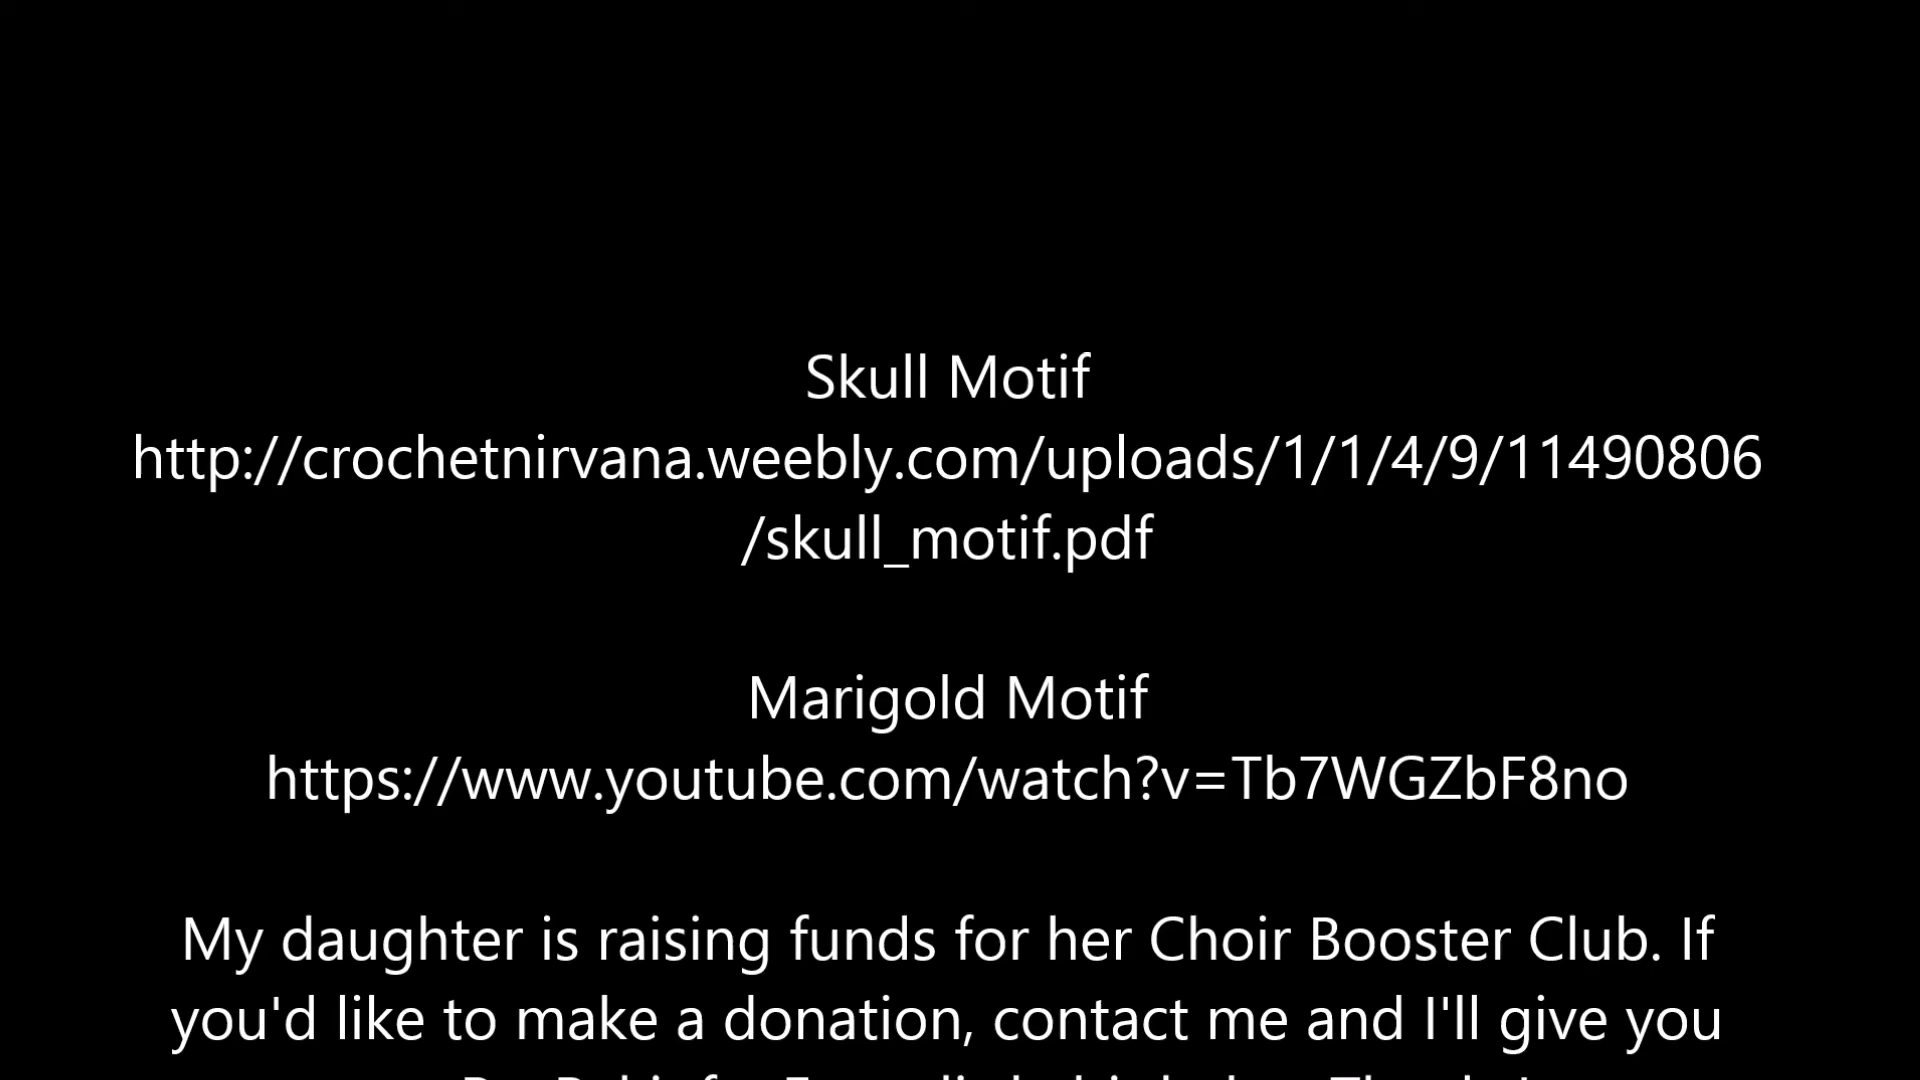 Skull Motif
http://crochetnirvana.weebly.com/uploads/1/1/4/9/11490806
/skull_motif.pdf
Marigold Motif
https://www.youtube.com/watch?v=Tb7WGZbF8no
My daughter is raising funds for her Choir Booster Club. If
you'd like to make a donation, contact me and I'll give you